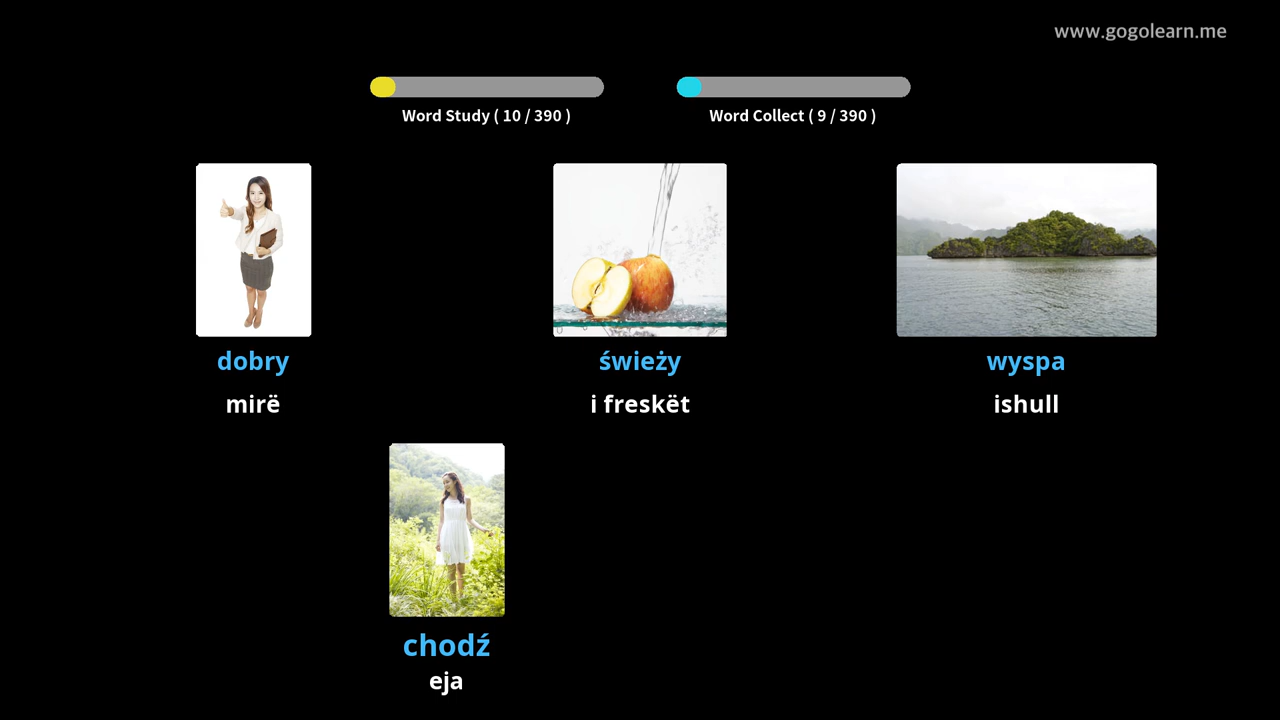 www.gogolearn.me
Word Study ( 10 / 390 )
Word Collect ( 9 / 390 )
dobry
mirë
świeży
i freskët
wyspa
ishull
chodź
eja